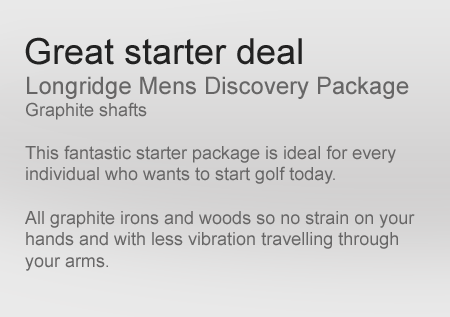 Great starter deal
Longridge Mens Discovery Package
Graphite shafts
This fantastic starter package is ideal for every
individual who wants to start golf today.
All graphite irons and woods so no strain on your
hands and with less vibration travelling through
your arms.